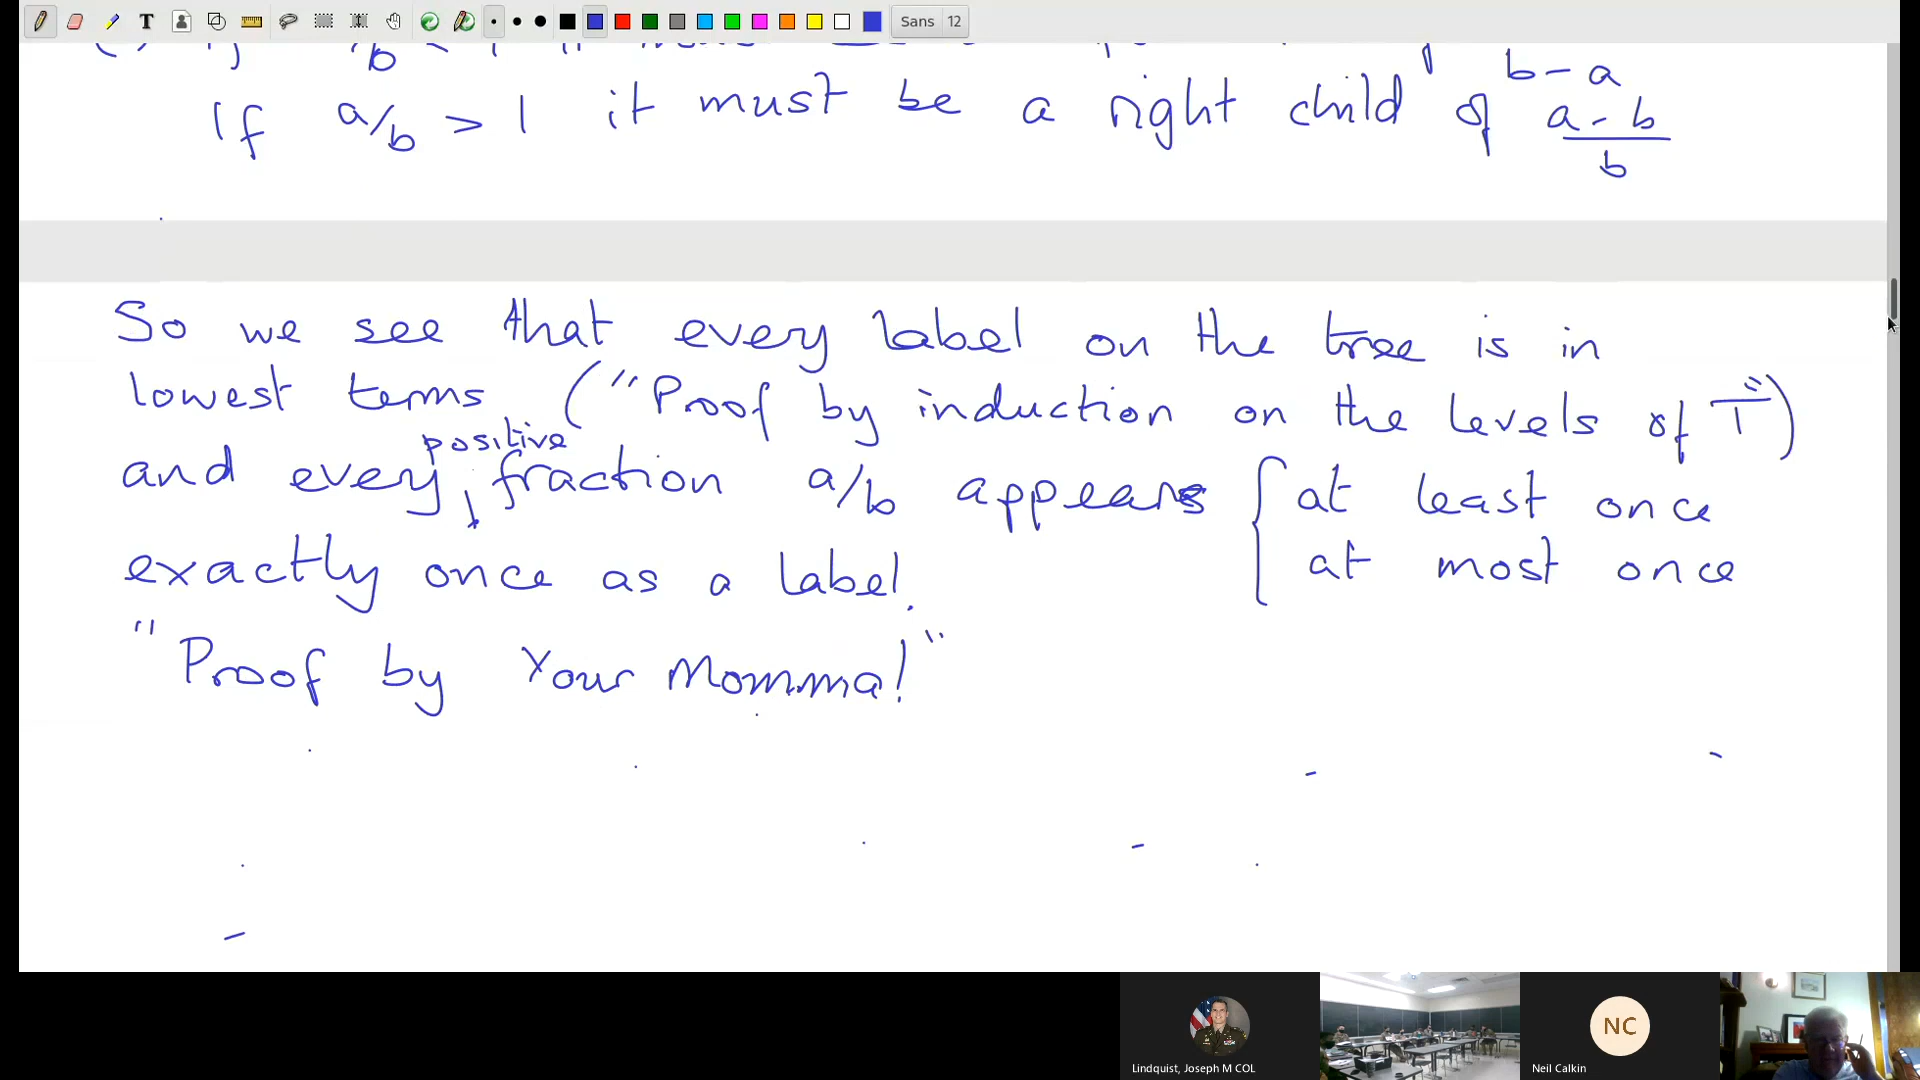 Sans 12
b - a
If a/b > 1 it must be a right child of a - b / b
So we see that every label on the tree is in
lowest terms ("Proof by induction on the levels of T")
positive
and every fraction a/b appears { at least once
at most once
exactly once as a label.
"Proof by Your Momma!"
Lindquist, Joseph M COL
NC
Neil Calkin